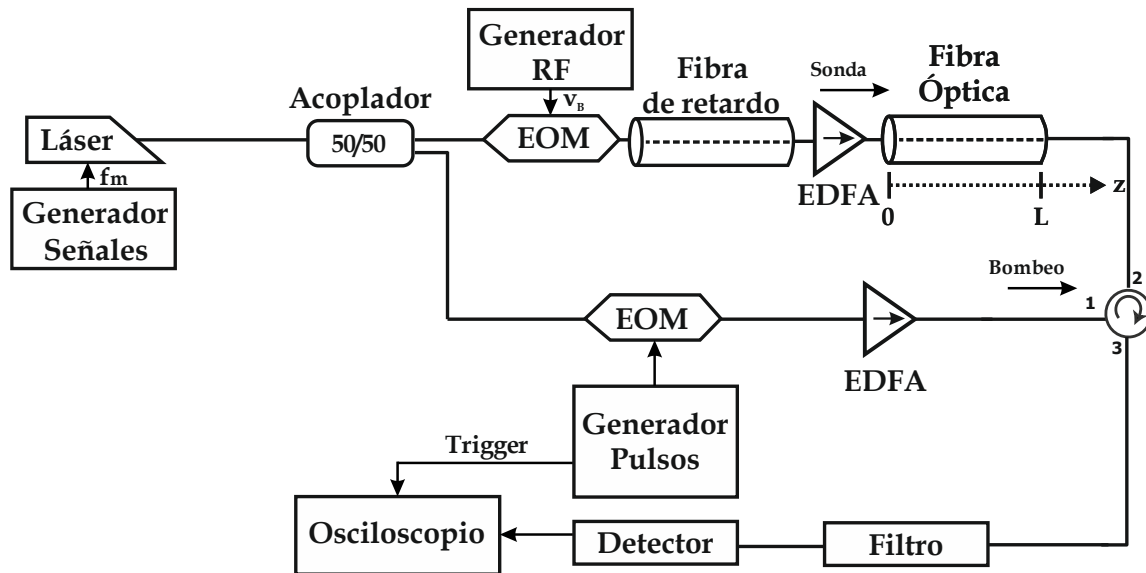 Generador
RF
ν_B
Acoplador
50/50
Láser
fm
Generador
Señales
EOM
Fibra
de retardo
Sonda
EDFA
Fibra
Óptica
0
L
z
Bombeo
1
2
3
EOM
EDFA
Generador
Pulsos
Trigger
Osciloscopio
Detector
Filtro